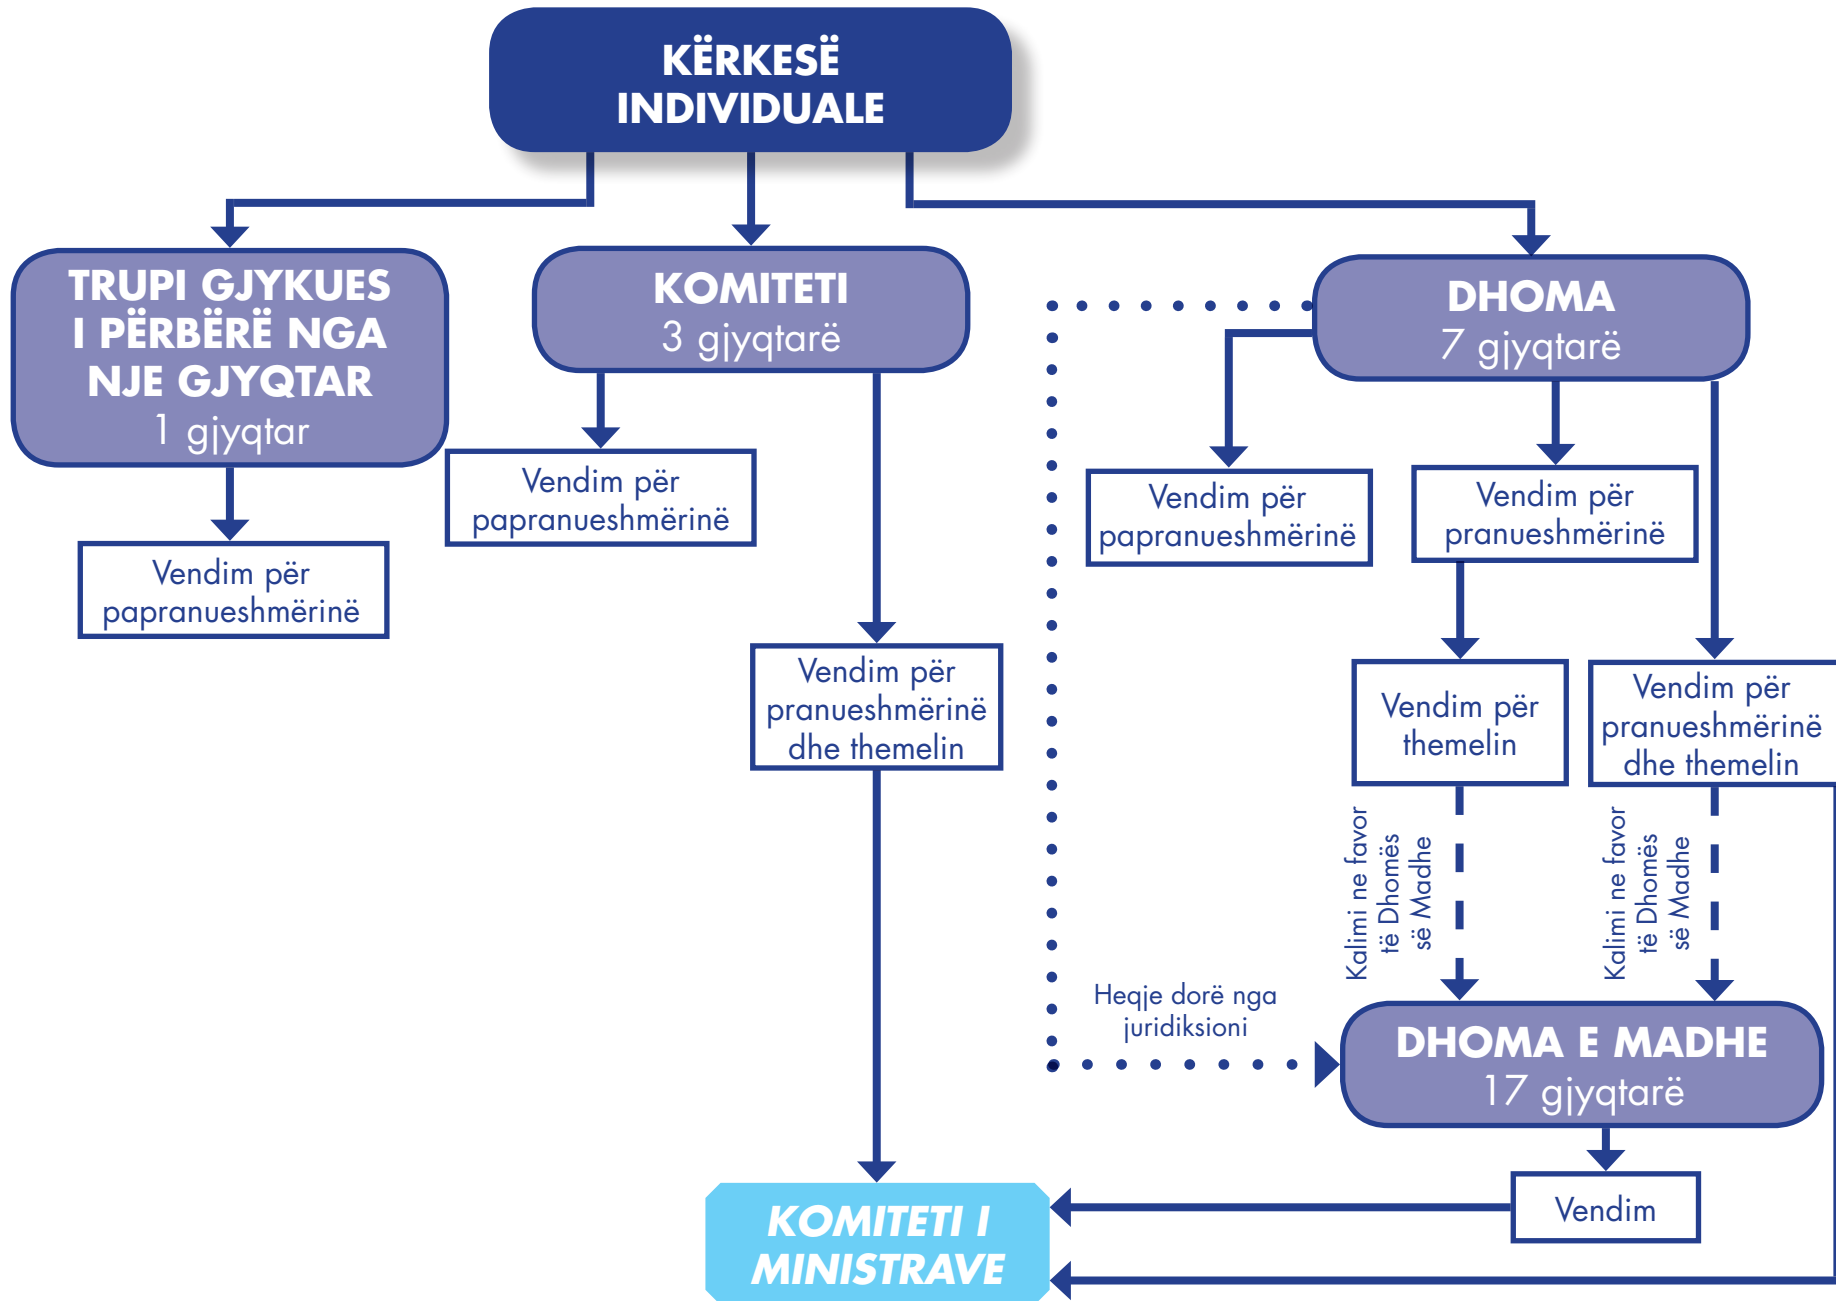 KËRKESË
INDIVIDUALE
TRUPI GJYKUES
I PËRBËRË NGA
NJE GJYQTAR
1 gjyqtar
KOMITETI
3 gjyqtarë
DHOMA
7 gjyqtarë
Vendim për
papranueshmërinë
Vendim për
papranueshmërinë
Vendim për
papranueshmërinë
Vendim për
pranueshmërinë
Vendim për
pranueshmërinë
dhe themelin
Vendim për
themelin
Vendim për
pranueshmërinë
dhe themelin
Kalimi ne favor
të Dhomës
së Madhe
Kalimi ne favor
të Dhomës
së Madhe
Heqje dorë nga
juridiksioni
DHOMA E MADHE
17 gjyqtarë
Vendim
KOMITETI I
MINISTRAVE